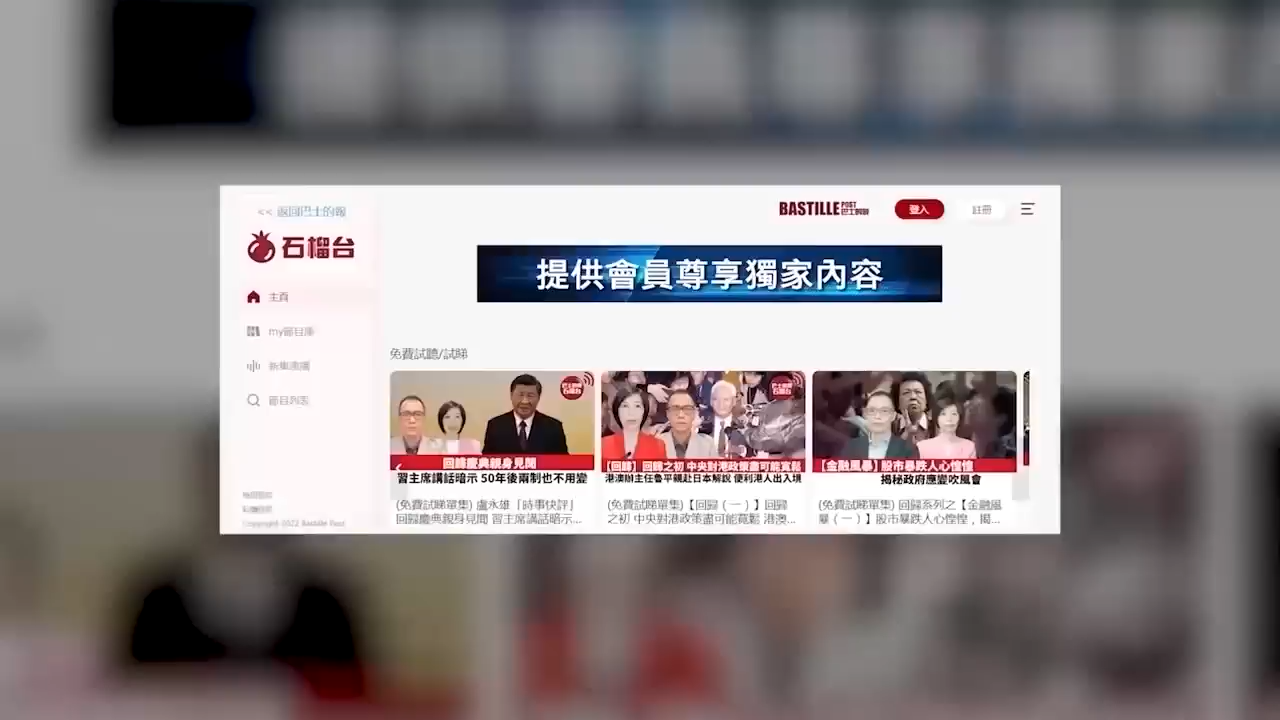 << 返回巴士的報
石榴台
主頁
my節目庫
新集速遞
節目列表
BASTILLE POST 巴士的報
登入
註冊
提供會員尊享獨家內容
免費試聽/試睇
回歸慶典親身見聞
習主席講話暗示 50年後兩制也不用變
(免費試睇單集) 盧永雄「時事快評」
回歸慶典親身見聞 習主席講話暗示...
【回歸】回歸之初 中央對港政策盡可能寬鬆
港澳辦主任魯平親赴日本解說 便利港人出入境
(免費試睇單集)【回歸（一）】回歸
之初 中央對港政策盡可能寬鬆 港澳...
【金融風暴】股市暴跌人心惶惶
揭秘政府應變吹風會
(免費試睇單集) 回歸系列之【金融風
暴（一）】股市暴跌人心惶惶，揭...
Copyright 2022 Bastille Post